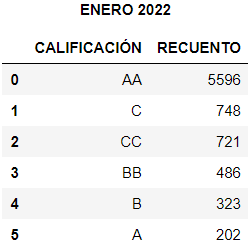 ENERO 2022
CALIFICACIÓN RECUENTO
0 AA 5596
1 C 748
2 CC 721
3 BB 486
4 B 323
5 A 202